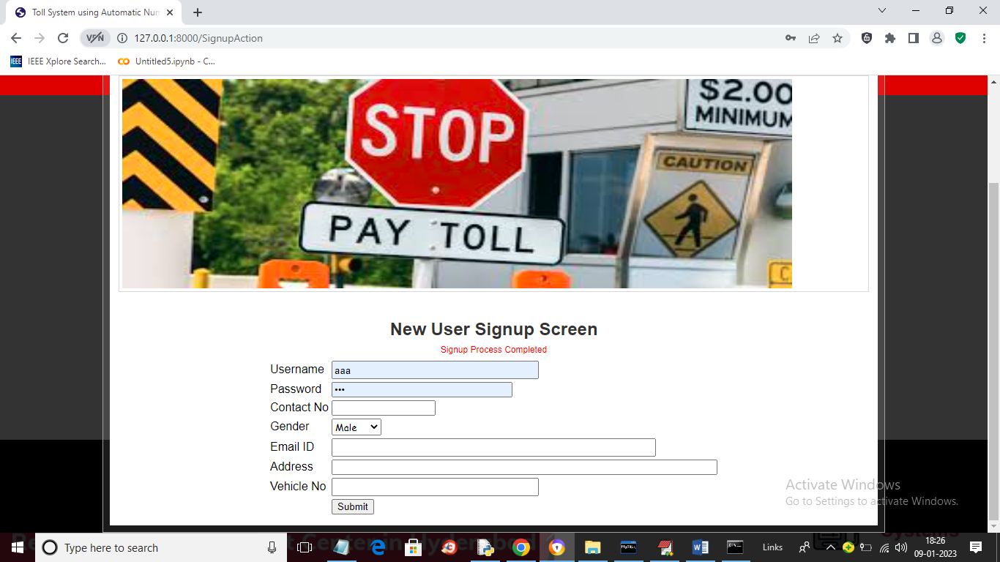 Toll System using Automatic Num
127.0.0.1:8000/SignupAction
IEEE Xplore Search...
Untitled5.ipynb - C...
STOP
PAY TOLL
$2.00
MINIMUM
CAUTION
New User Signup Screen
Signup Process Completed
Username aaa
Password •••
Contact No
Gender Male
Email ID
Address
Vehicle No
Submit
Activate Windows
Go to Settings to activate Windows.
Type here to search
Links
18:26
09-01-2023